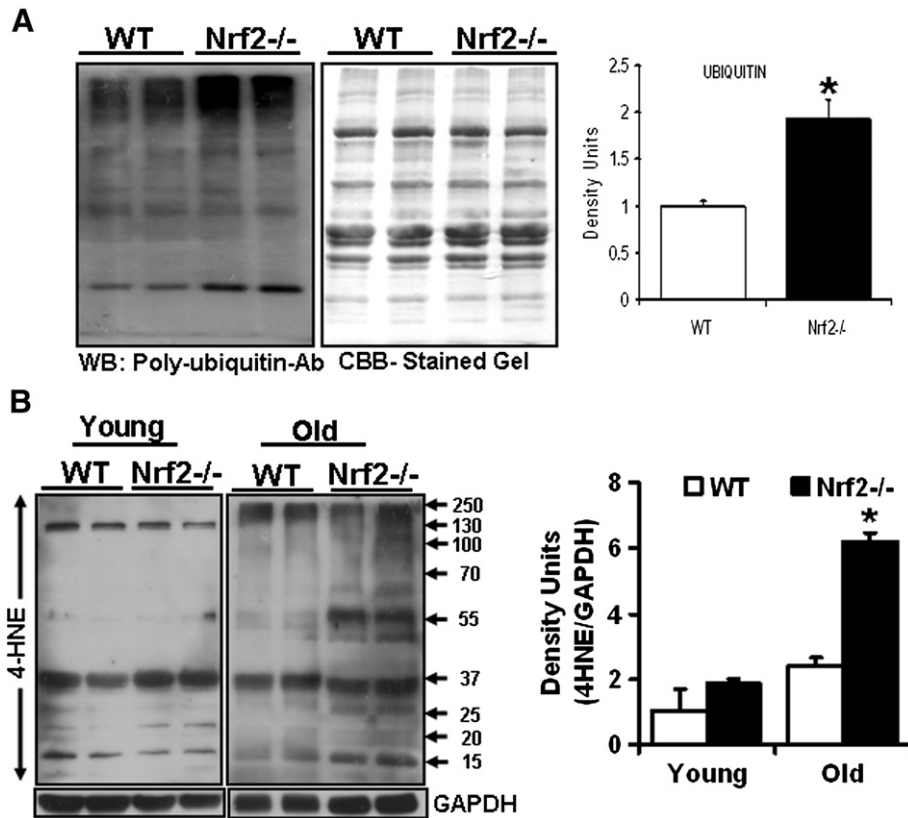 A
WT Nrf2-/- WT Nrf2-/-
WB: Poly-ubiquitin-Ab CBB- Stained Gel
UBIQUITIN
Density Units
2.5
2
1.5
1
0.5
0
*
WT Nrf2-/-
B
Young Old
WT Nrf2-/- WT Nrf2-/-
4-HNE
250
130
100
70
55
37
25
20
15
GAPDH
WT Nrf2-/-
Density Units
(4HNE/GAPDH)
8
6
4
2
0
*
Young Old